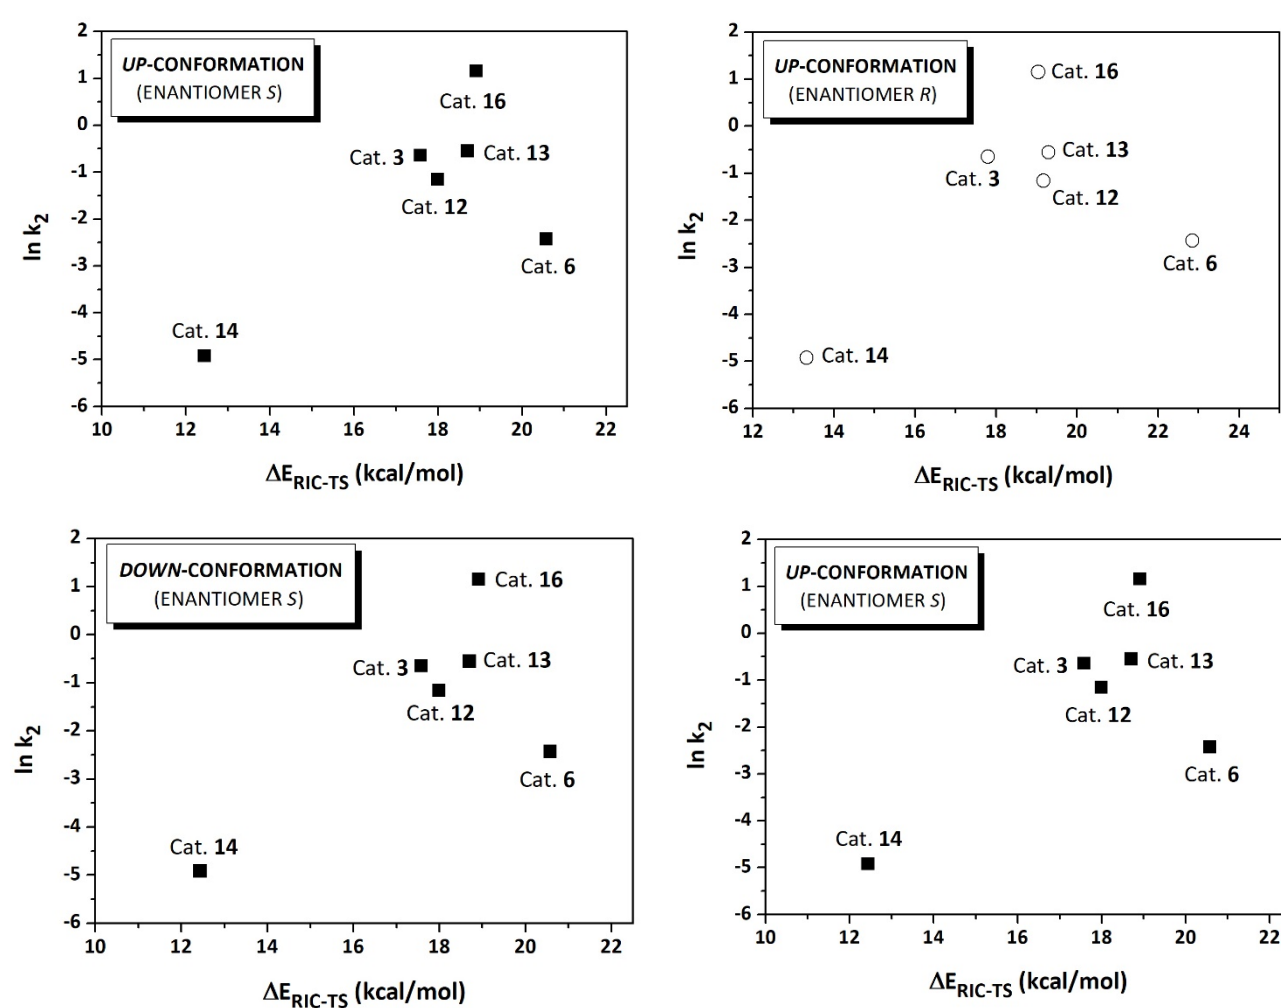 UP-CONFORMATION
(ENANTIOMER S)
2
1
0
-1
-2
-3
-4
-5
-6
ln k2
Cat. 16
Cat. 3
Cat. 13
Cat. 12
Cat. 6
Cat. 14
10 12 14 16 18 20 22
ΔERIC-TS (kcal/mol)
UP-CONFORMATION
(ENANTIOMER R)
2
1
0
-1
-2
-3
-4
-5
-6
ln k2
Cat. 16
Cat. 13
Cat. 3
Cat. 12
Cat. 6
Cat. 14
12 14 16 18 20 22 24
ΔERIC-TS (kcal/mol)
DOWN-CONFORMATION
(ENANTIOMER S)
2
1
0
-1
-2
-3
-4
-5
-6
ln k2
Cat. 16
Cat. 3
Cat. 13
Cat. 12
Cat. 6
Cat. 14
10 12 14 16 18 20 22
ΔERIC-TS (kcal/mol)
UP-CONFORMATION
(ENANTIOMER S)
2
1
0
-1
-2
-3
-4
-5
-6
ln k2
Cat. 16
Cat. 3
Cat. 13
Cat. 12
Cat. 6
Cat. 14
10 12 14 16 18 20 22
ΔERIC-TS (kcal/mol)